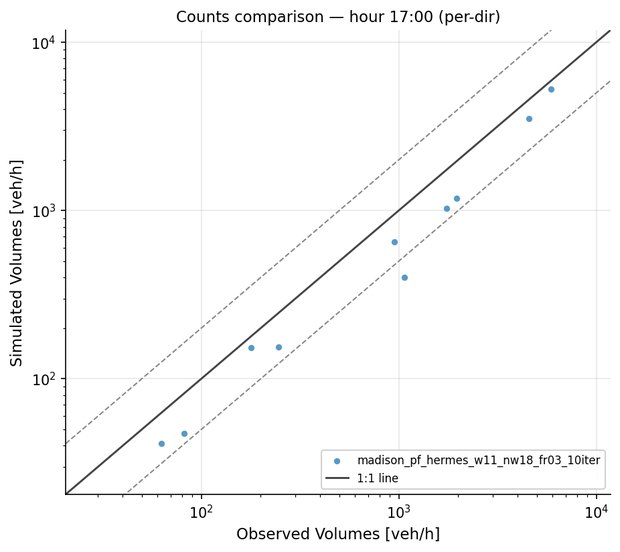 Counts comparison — hour 17:00 (per-dir)
Simulated Volumes [veh/h]
10⁴
10³
10²
madison_pf_hermes_w11_nw18_fr03_10iter
1:1 line
10² 10³ 10⁴
Observed Volumes [veh/h]